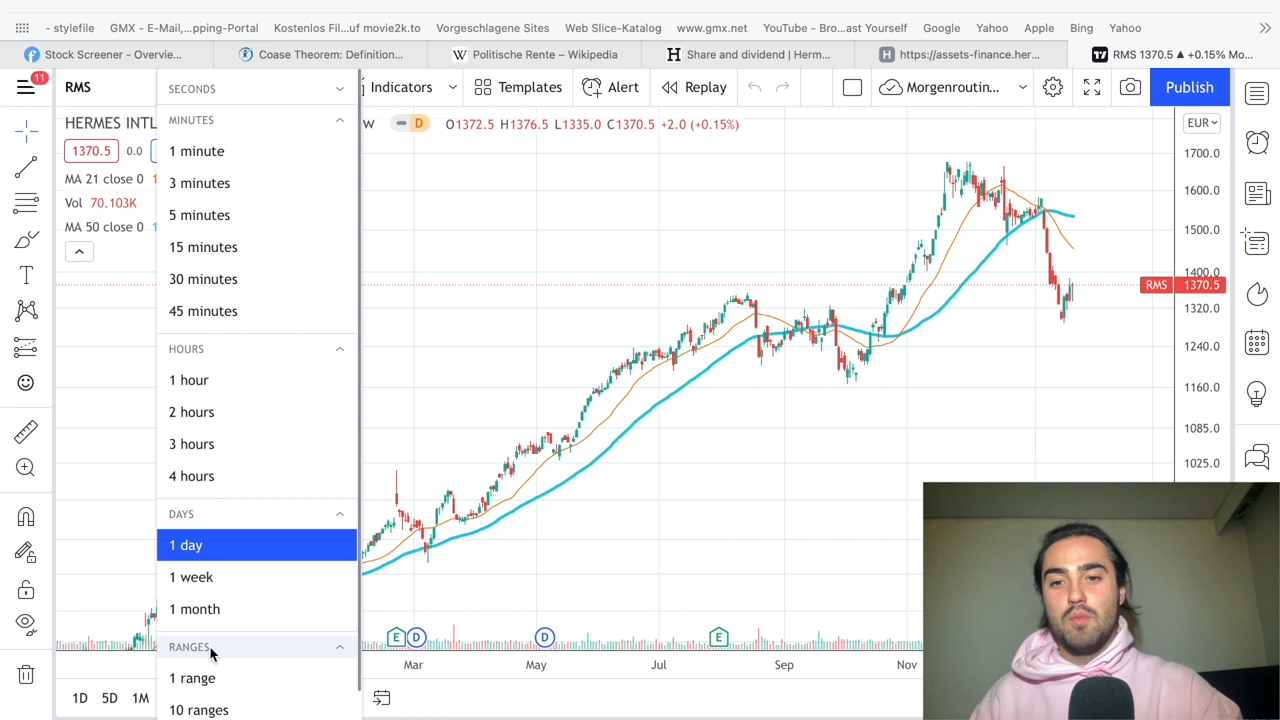 - stylefile GMX - E-Mail,...pping-Portal Kostenlos Fil...uf movie2k.to Vorgeschlagene Sites Web Slice-Katalog www.gmx.net YouTube - Bro...ast Yourself Google Yahoo Apple Bing Yahoo
Stock Screener - Overvie... Coase Theorem: Definition... W Politische Rente – Wikipedia H Share and dividend | Herm... H https://assets-finance.her... RMS 1370.5 ▲ +0.15% Mo...
11
RMS
Indicators Templates Alert Replay Morgenroutin... Publish
HERMES INTL
W D O1372.5 H1376.5 L1335.0 C1370.5 +2.0 (+0.15%)
EUR
1370.5 0.0
MA 21 close 0 1
Vol 70.103K
MA 50 close 0 1
SECONDS
MINUTES
1 minute
3 minutes
5 minutes
15 minutes
30 minutes
45 minutes
HOURS
1 hour
2 hours
3 hours
4 hours
DAYS
1 day
1 week
1 month
RANGES
1 range
10 ranges
1700.0
1600.0
1500.0
1400.0
RMS 1370.5
1320.0
1240.0
1160.0
1085.0
1025.0
E D D E
Mar May Jul Sep Nov
1D 5D 1M